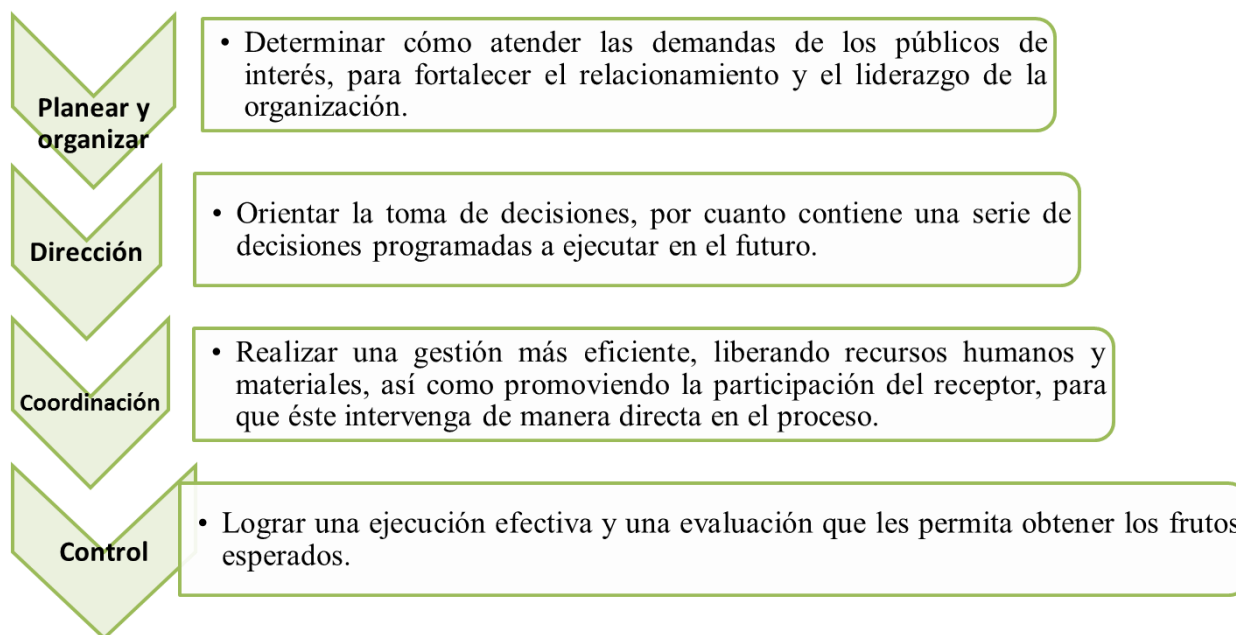 Planear y
organizar
• Determinar cómo atender las demandas de los públicos de
interés, para fortalecer el relacionamiento y el liderazgo de la
organización.
Dirección
• Orientar la toma de decisiones, por cuanto contiene una serie de
decisiones programadas a ejecutar en el futuro.
Coordinación
• Realizar una gestión más eficiente, liberando recursos humanos y
materiales, así como promoviendo la participación del receptor, para
que éste intervenga de manera directa en el proceso.
Control
• Lograr una ejecución efectiva y una evaluación que les permita obtener los frutos
esperados.